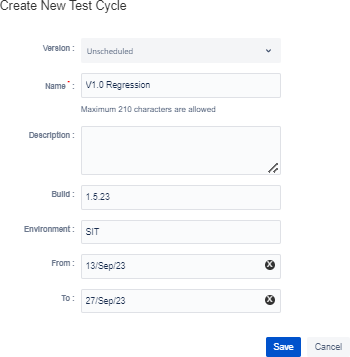 Create New Test Cycle
Version : Unscheduled
Name * : V1.0 Regression
Maximum 210 characters are allowed
Description :
Build : 1.5.23
Environment : SIT
From : 13/Sep/23
To : 27/Sep/23
Save Cancel